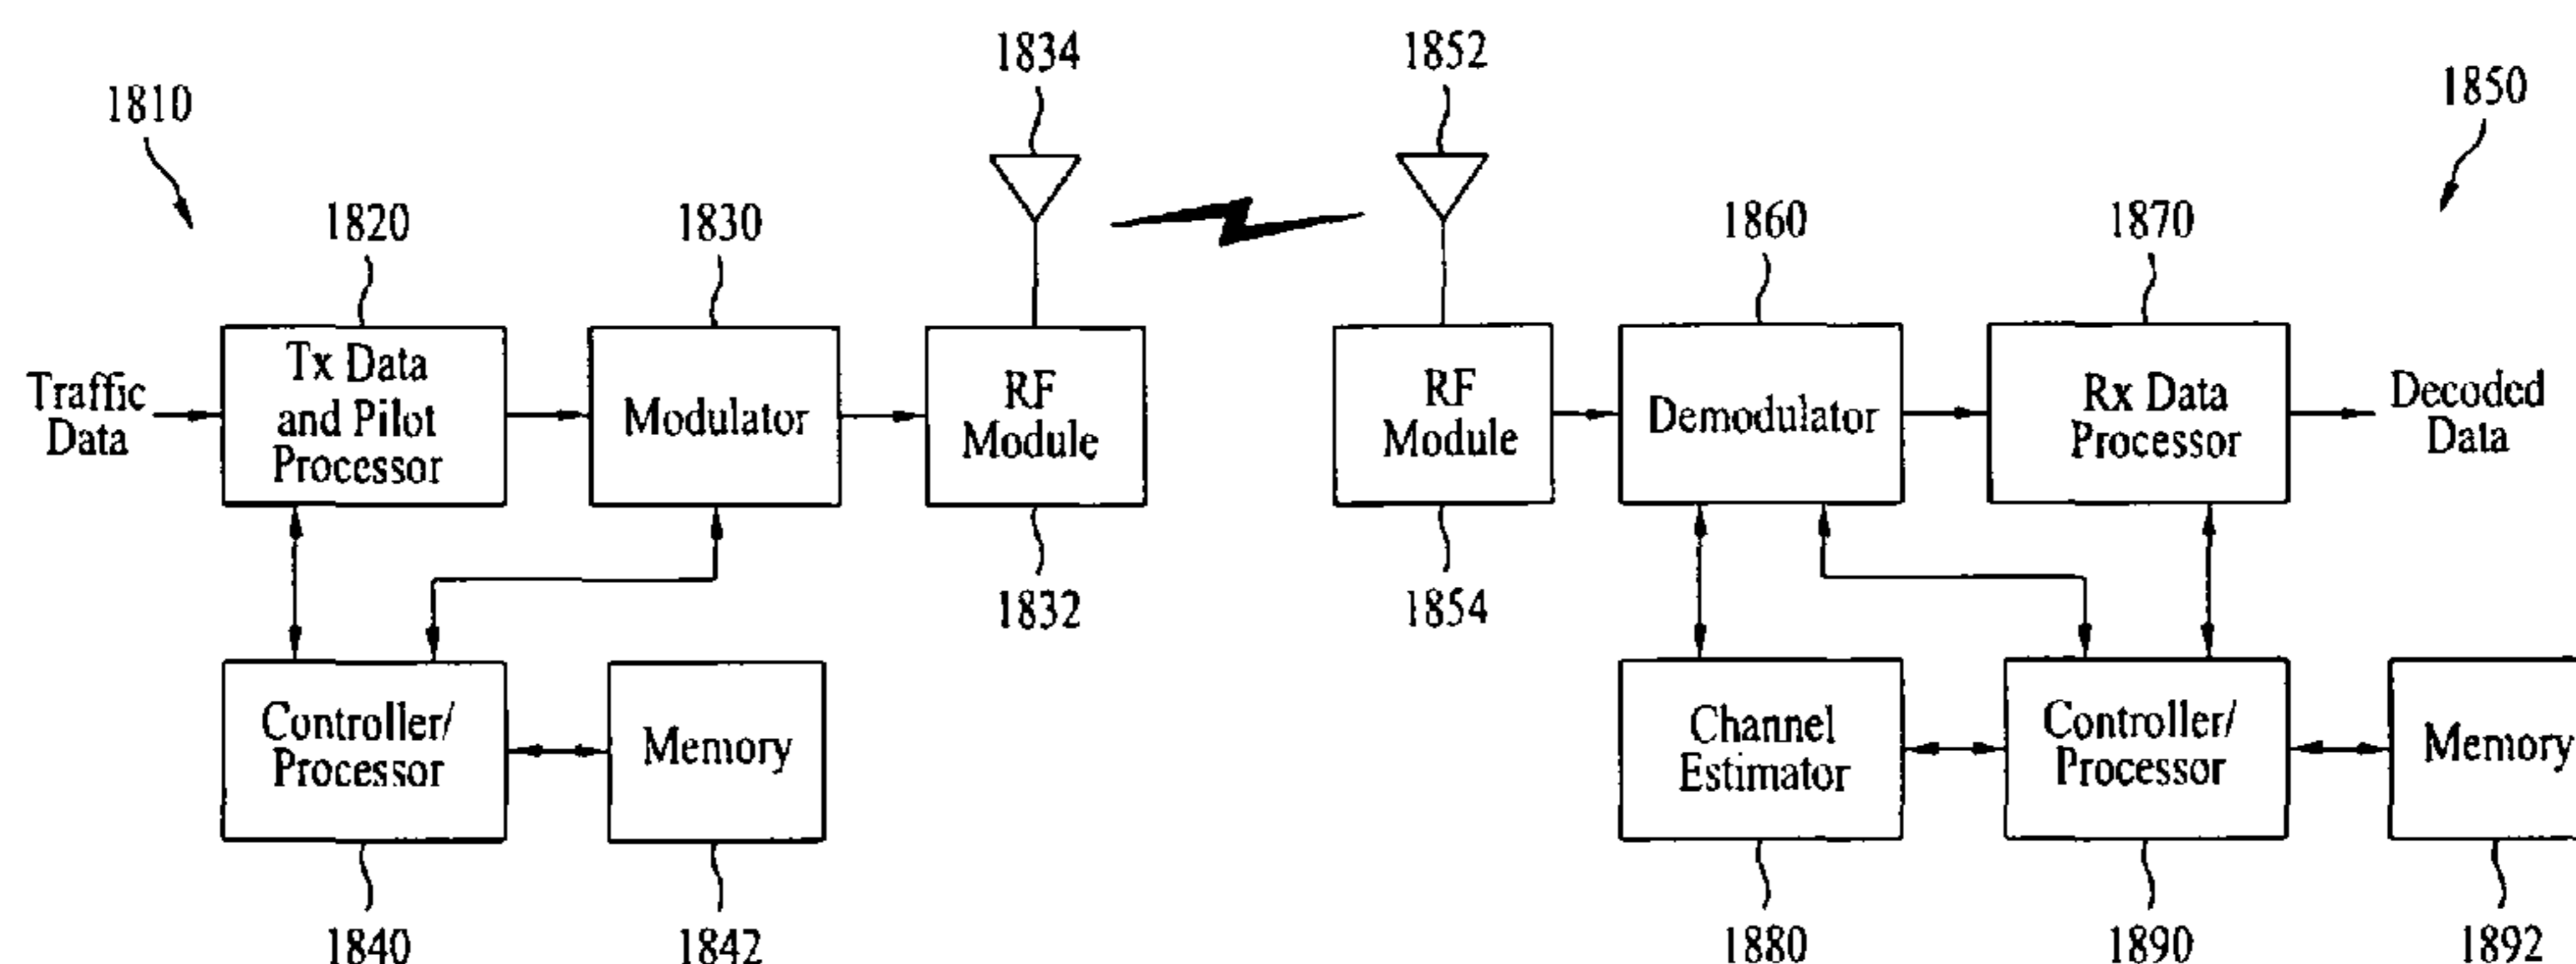 1834
1852
1810
1850
1820
1830
1860
1870
Traffic
Data
Tx Data
and Pilot
Processor
Modulator
RF
Module
RF
Module
Demodulator
Rx Data
Processor
Decoded
Data
1832
1854
Controller/
Processor
Memory
Channel
Estimator
Controller/
Processor
Memory
1840
1842
1880
1890
1892